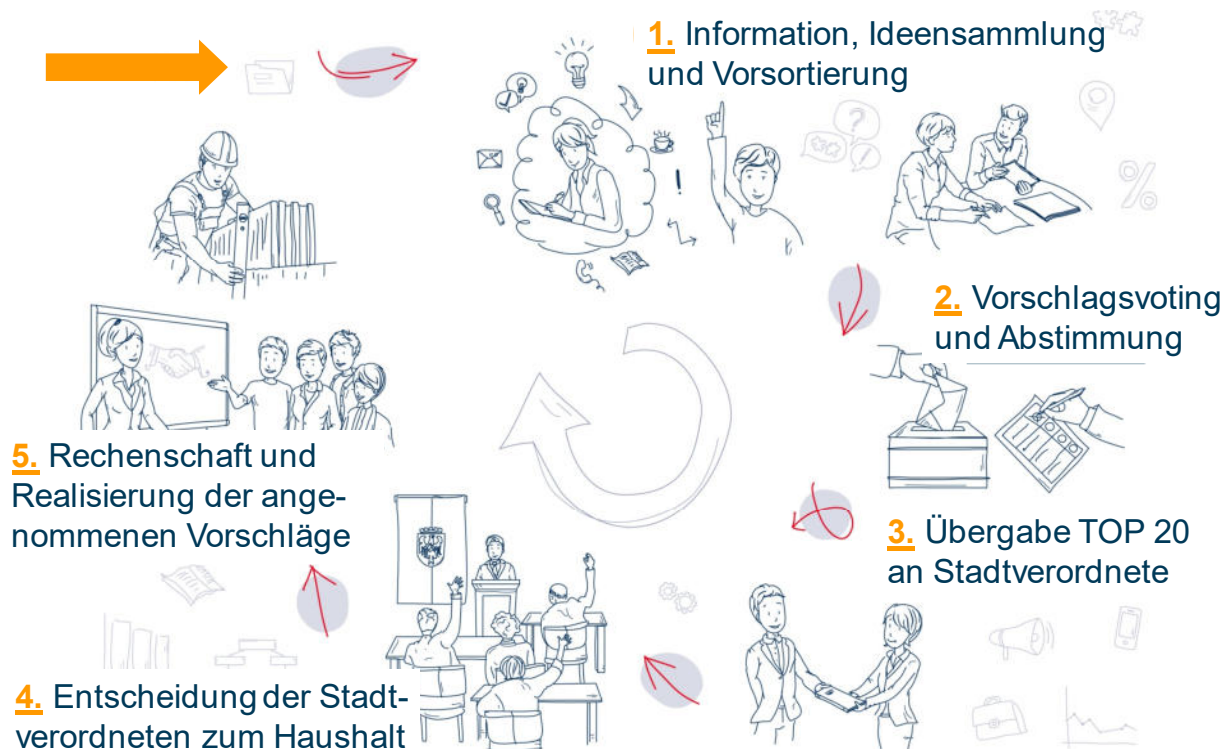 1. Information, Ideensammlung
und Vorsortierung
2. Vorschlagsvoting
und Abstimmung
3. Übergabe TOP 20
an Stadtverordnete
4. Entscheidung der Stadt-
verordneten zum Haushalt
5. Rechenschaft und
Realisierung der ange-
nommenen Vorschläge